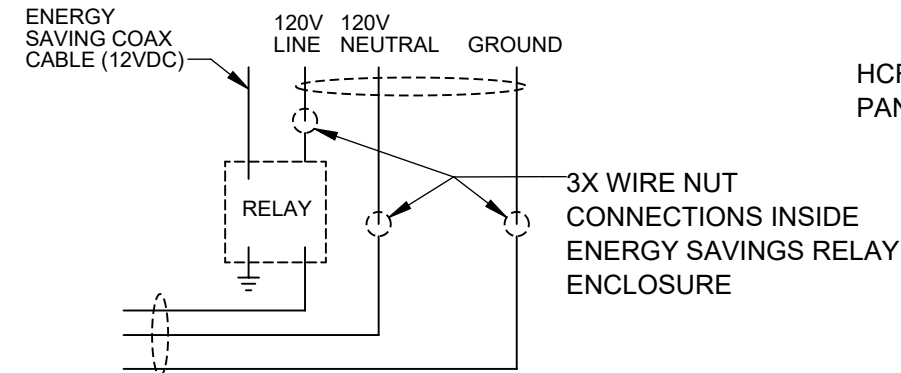 ENERGY
SAVING COAX
CABLE (12VDC)
120V
LINE
120V
NEUTRAL
GROUND
RELAY
3X WIRE NUT
CONNECTIONS INSIDE
ENERGY SAVINGS RELAY
ENCLOSURE